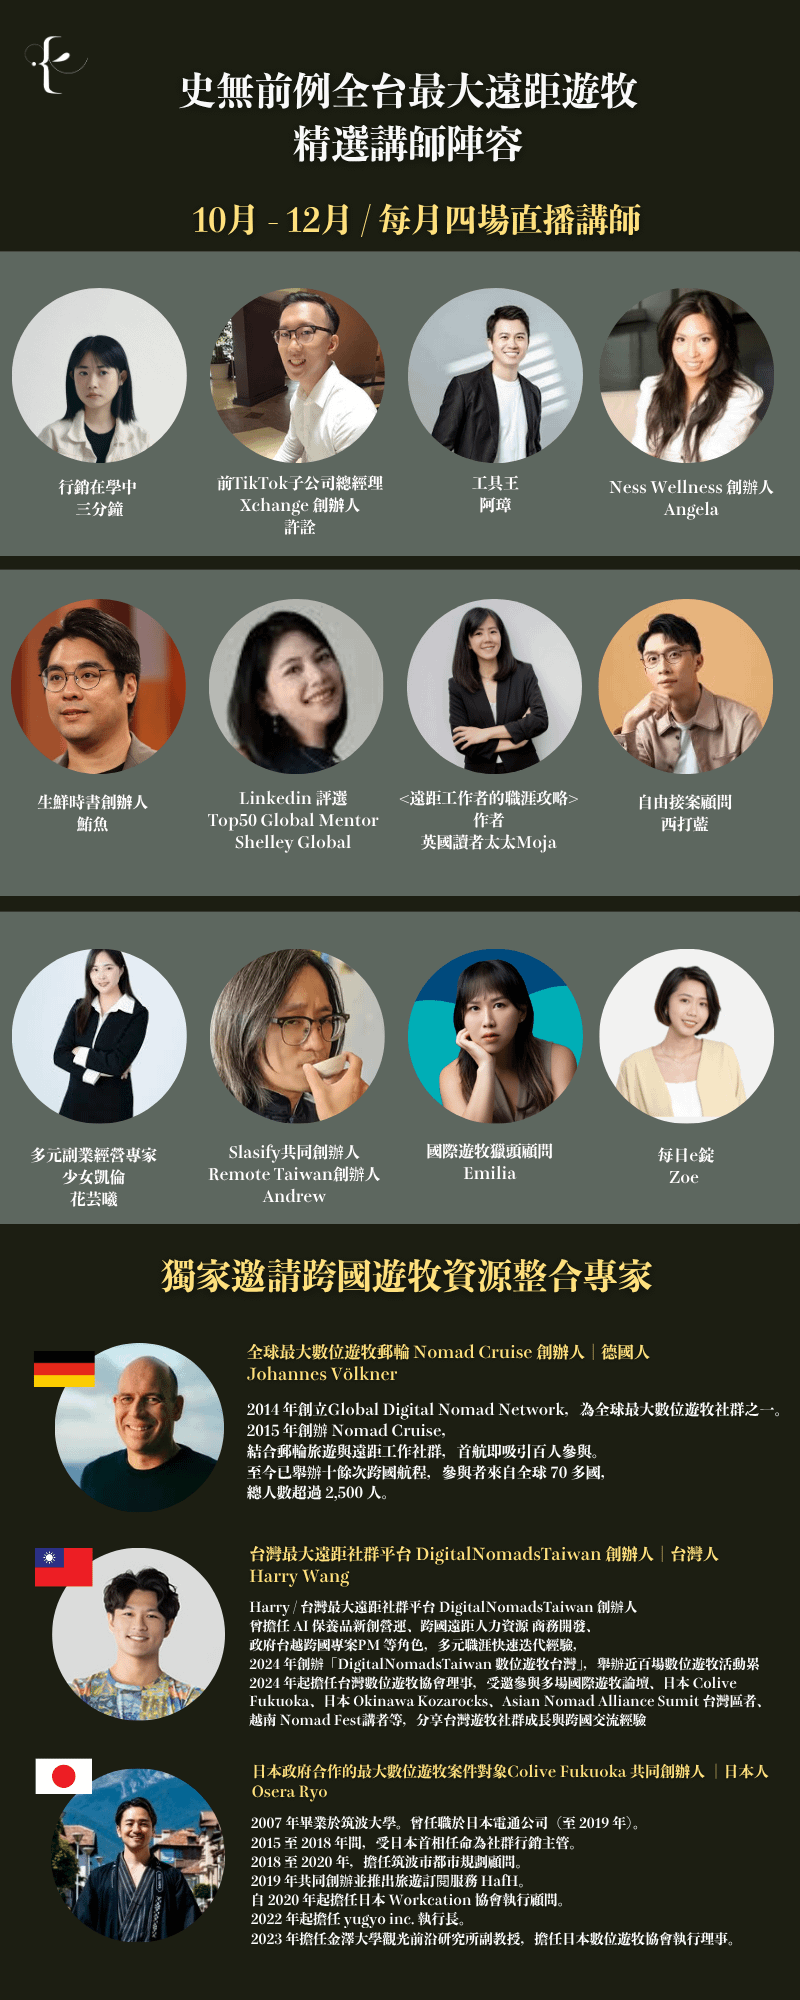 史無前例全台最大遠距遊牧
精選講師陣容
10月 - 12月 / 每月四場直播講師
行銷在學中
三分鐘
前TikTok子公司總經理
Xchange 創辦人
許詮
工具王
阿璋
Ness Wellness 創辦人
Angela
生鮮時書創辦人
鮪魚
Linkedin 評選
Top50 Global Mentor
Shelley Global
<遠距工作者的職涯攻略>
作者
英國讀者太太Moja
自由接案顧問
西打藍
多元副業經營專家
少女凱倫
花芸曦
Slasify共同創辦人
Remote Taiwan創辦人
Andrew
國際遊牧獵頭顧問
Emilia
每日e錠
Zoe
獨家邀請跨國遊牧資源整合專家
全球最大數位遊牧郵輪 Nomad Cruise 創辦人｜德國人
Johannes Völkner
2014 年創立Global Digital Nomad Network，為全球最大數位遊牧社群之一。
2015 年創辦 Nomad Cruise，
結合郵輪旅遊與遠距工作社群，首航即吸引百人參與。
至今已舉辦十餘次跨國航程，參與者來自全球 70 多國，
總人數超過 2,500 人。
台灣最大遠距社群平台 DigitalNomadsTaiwan 創辦人｜台灣人
Harry Wang
Harry / 台灣最大遠距社群平台 DigitalNomadsTaiwan 創辦人
曾擔任 AI 保養品新創營運、跨國遠距人力資源 商務開發、
政府台越跨國專案PM 等角色，多元職涯快速迭代經驗，
2024 年創辦「DigitalNomadsTaiwan 數位遊牧台灣」，舉辦近百場數位遊牧活動累
2024 年起擔任台灣數位遊牧協會理事，受邀參與多場國際遊牧論壇、日本 Colive
Fukuoka、日本 Okinawa Kozarocks、Asian Nomad Alliance Sumit 台灣區者、
越南 Nomad Fest講者等，分享台灣遊牧社群成長與跨國交流經驗
日本政府合作的最大數位遊牧案件對象Colive Fukuoka 共同創辦人 ｜日本人
Osera Ryo
2007 年畢業於筑波大學。曾任職於日本電通公司（至 2019 年）。
2015 至 2018 年間，受日本首相任命為社群行銷主管。
2018 至 2020 年，擔任筑波市都市規劃顧問。
2019 年共同創辦並推出旅遊訂閱服務 HafH。
自 2020 年起擔任日本 Workcation 協會執行顧問。
2022 年起擔任 yugyo inc. 執行長。
2023 年擔任金澤大學觀光前沿研究所副教授，擔任日本數位遊牧協會執行理事。